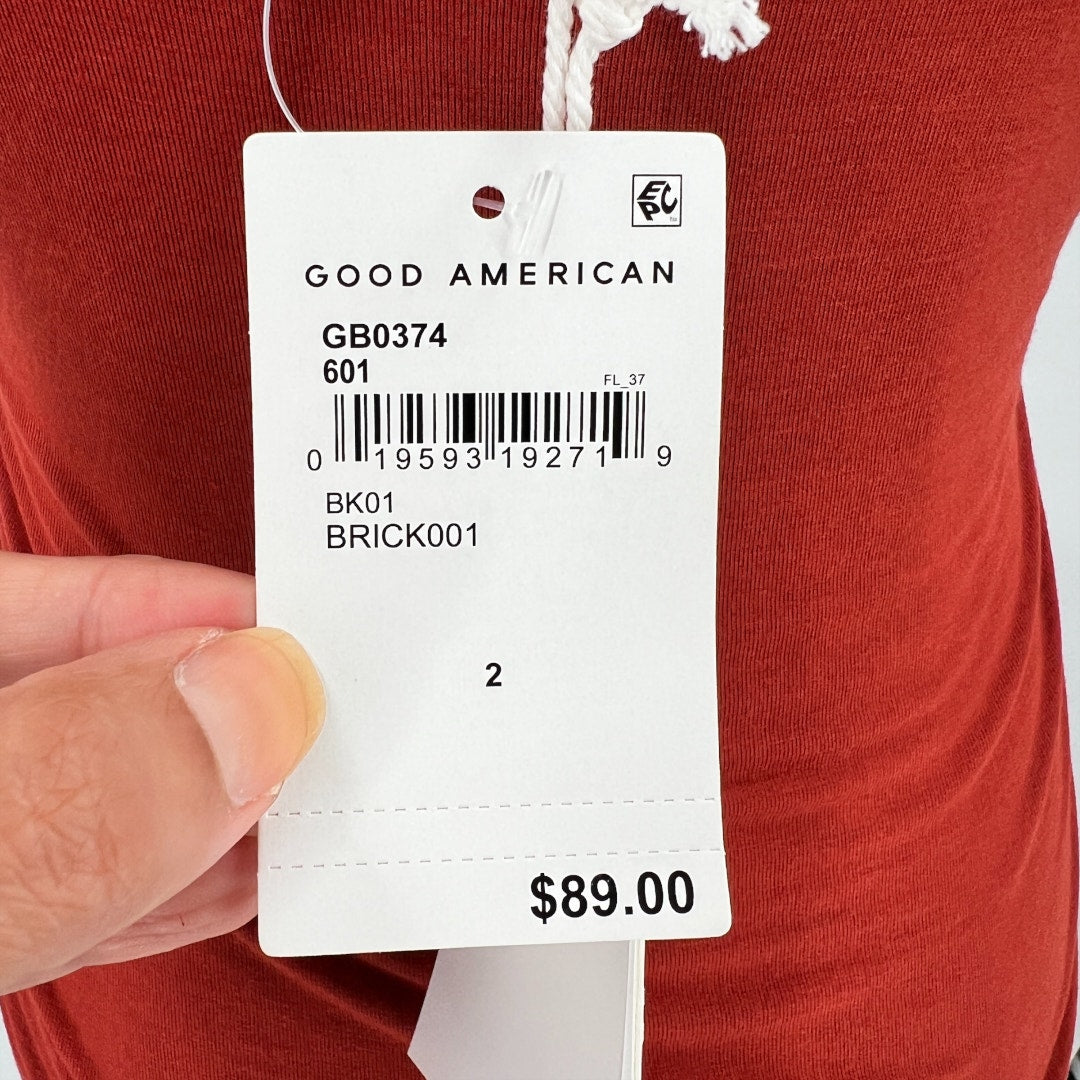 EPC
GOOD AMERICAN
GB0374
601
FL_37
0 19593 19271 9
BK01
BRICK001
2
$89.00